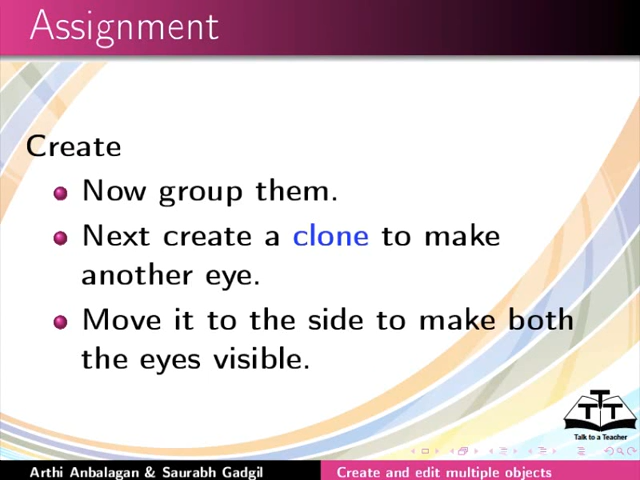 Assignment
Create
Now group them.
Next create a clone to make
another eye.
Move it to the side to make both
the eyes visible.
TTT
Talk to a Teacher
Arthi Anbalagan & Saurabh Gadgil
Create and edit multiple objects